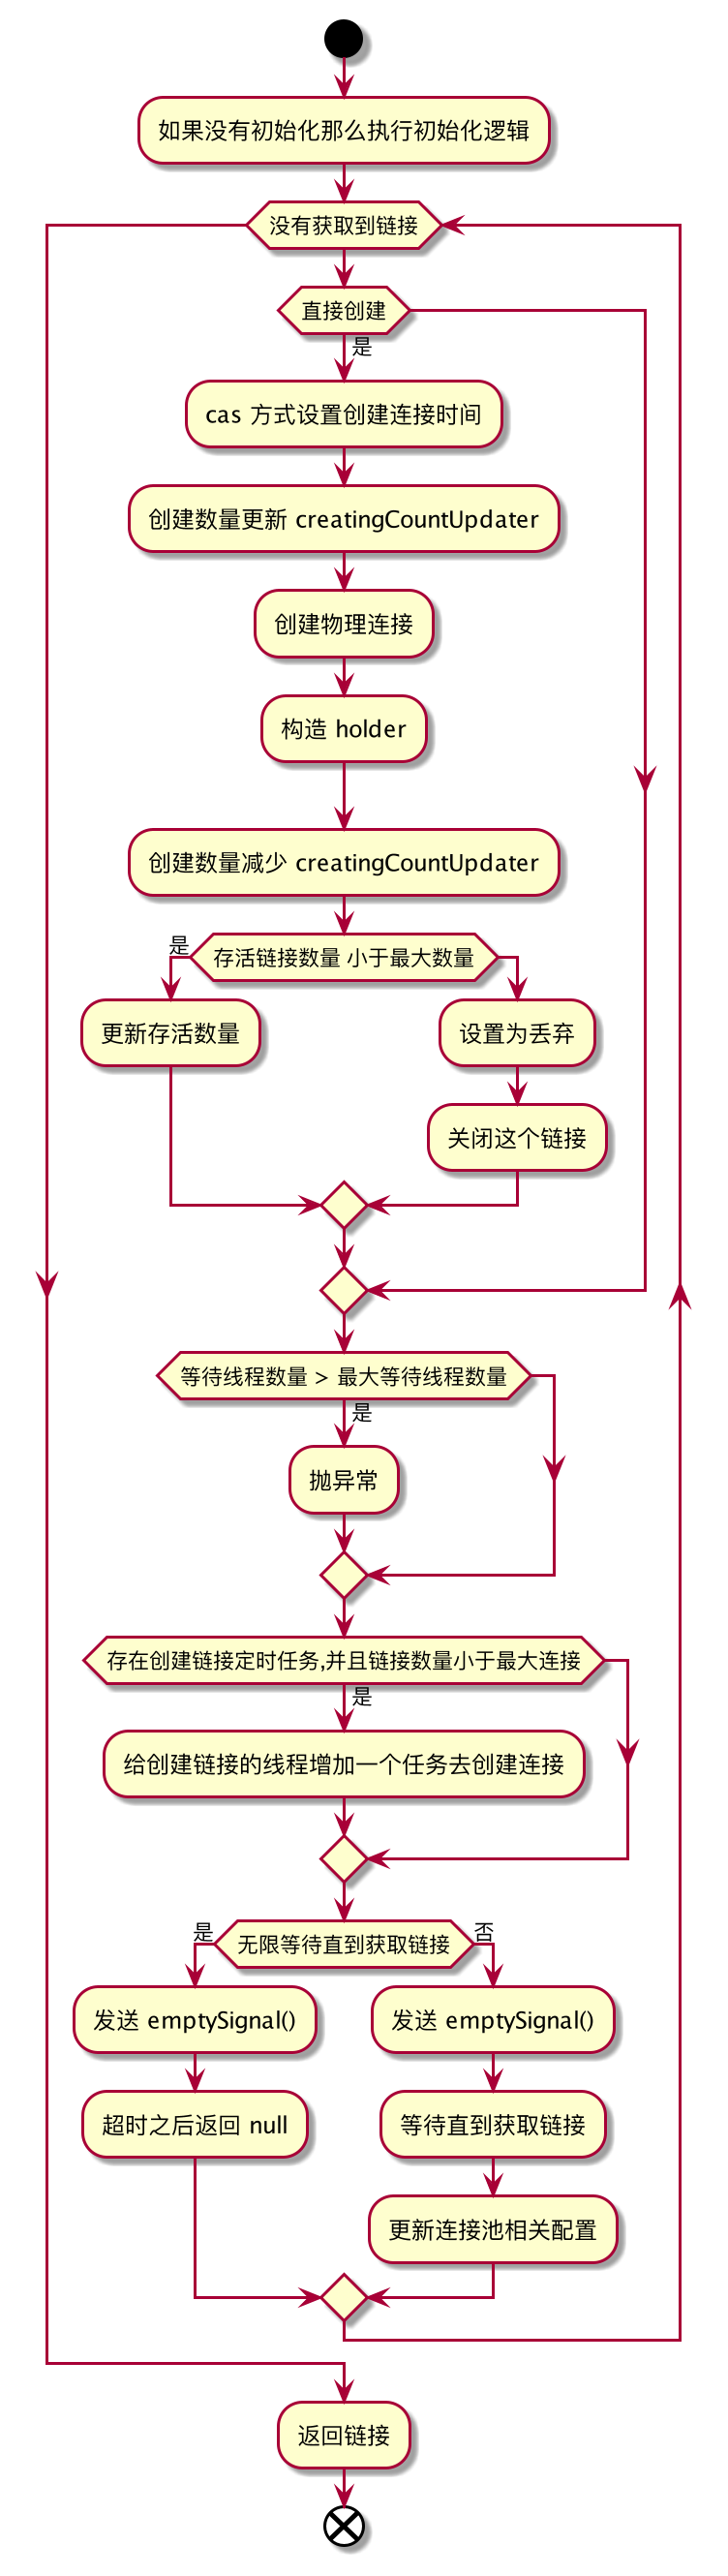 如果没有初始化那么执行初始化逻辑
没有获取到链接
直接创建
是
cas 方式设置创建连接时间
创建数量更新 creatingCountUpdater
创建物理连接
构造 holder
创建数量减少 creatingCountUpdater
是
存活链接数量 小于最大数量
更新存活数量
设置为丢弃
关闭这个链接
等待线程数量 > 最大等待线程数量
是
抛异常
存在创建链接定时任务,并且链接数量小于最大连接
是
给创建链接的线程增加一个任务去创建连接
是
无限等待直到获取链接
否
发送 emptySignal()
发送 emptySignal()
超时之后返回 null
等待直到获取链接
更新连接池相关配置
返回链接